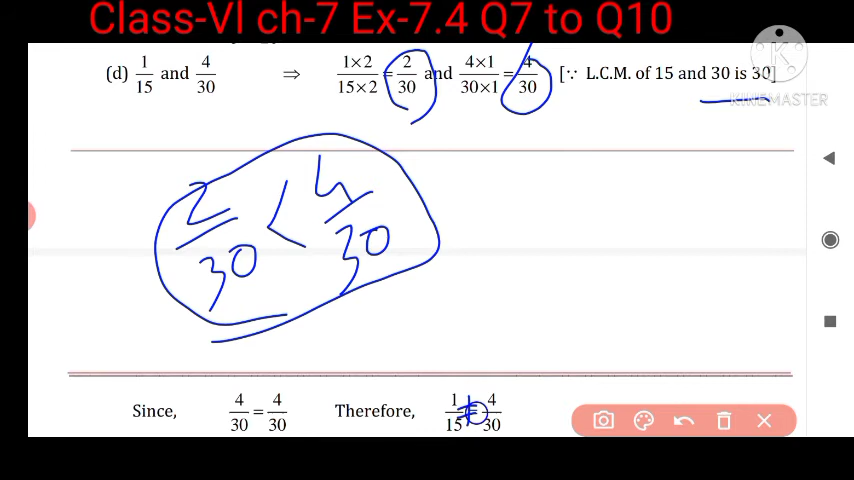 Class-VI ch-7 Ex-7.4 Q7 to Q10
(d) 1/15 and 4/30 ⇒ 1×2/15×2 = 2/30 and 4×1/30×1 = 4/30 [∵ L.C.M. of 15 and 30 is 30]
KINEMASTER
2/30 < 4/30
Since, 4/30 = 4/30 Therefore, 1/15 ≠ 4/30